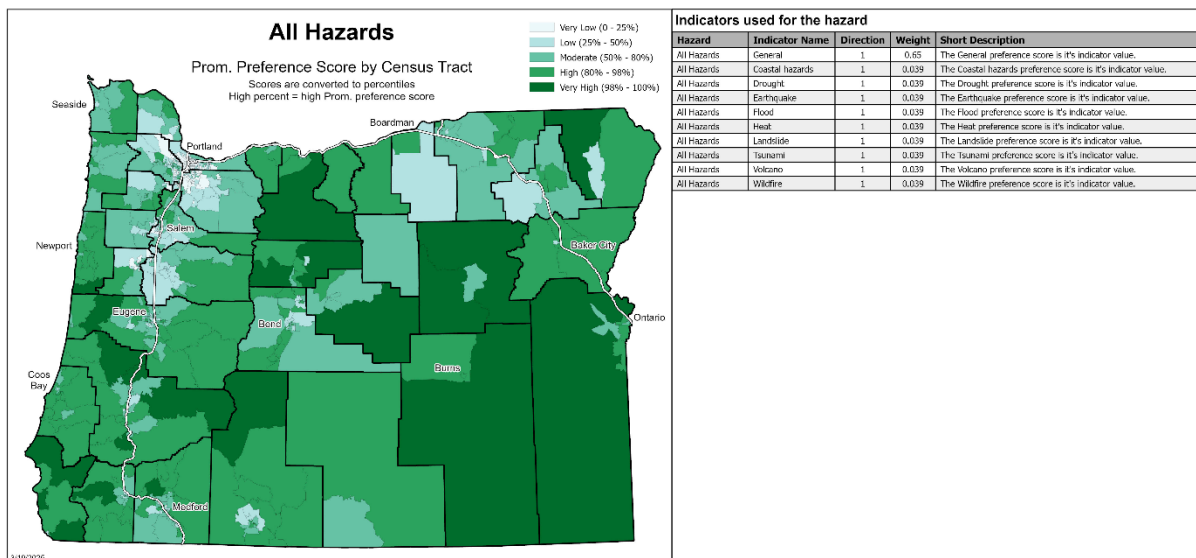 All Hazards
Prom. Preference Score by Census Tract
Scores are converted to percentiles
High percent = high Prom. preference score
Very Low (0 - 25%)
Low (25% - 50%)
Moderate (50% - 80%)
High (80% - 98%)
Very High (98% - 100%)
Seaside
Portland
Boardman
Salem
Newport
Baker City
Eugene
Bend
Ontario
Burns
Coos
Bay
Medford
Indicators used for the hazard
Hazard Indicator Name Direction Weight Short Description
All Hazards General 1 0.65 The General preference score is it's indicator value.
All Hazards Coastal hazards 1 0.039 The Coastal hazards preference score is it's indicator value.
All Hazards Drought 1 0.039 The Drought preference score is it's indicator value.
All Hazards Earthquake 1 0.039 The Earthquake preference score is it's indicator value.
All Hazards Flood 1 0.039 The Flood preference score is it's indicator value.
All Hazards Heat 1 0.039 The Heat preference score is it's indicator value.
All Hazards Landslide 1 0.039 The Landslide preference score is it's indicator value.
All Hazards Tsunami 1 0.039 The Tsunami preference score is it's indicator value.
All Hazards Volcano 1 0.039 The Volcano preference score is it's indicator value.
All Hazards Wildfire 1 0.039 The Wildfire preference score is it's indicator value.